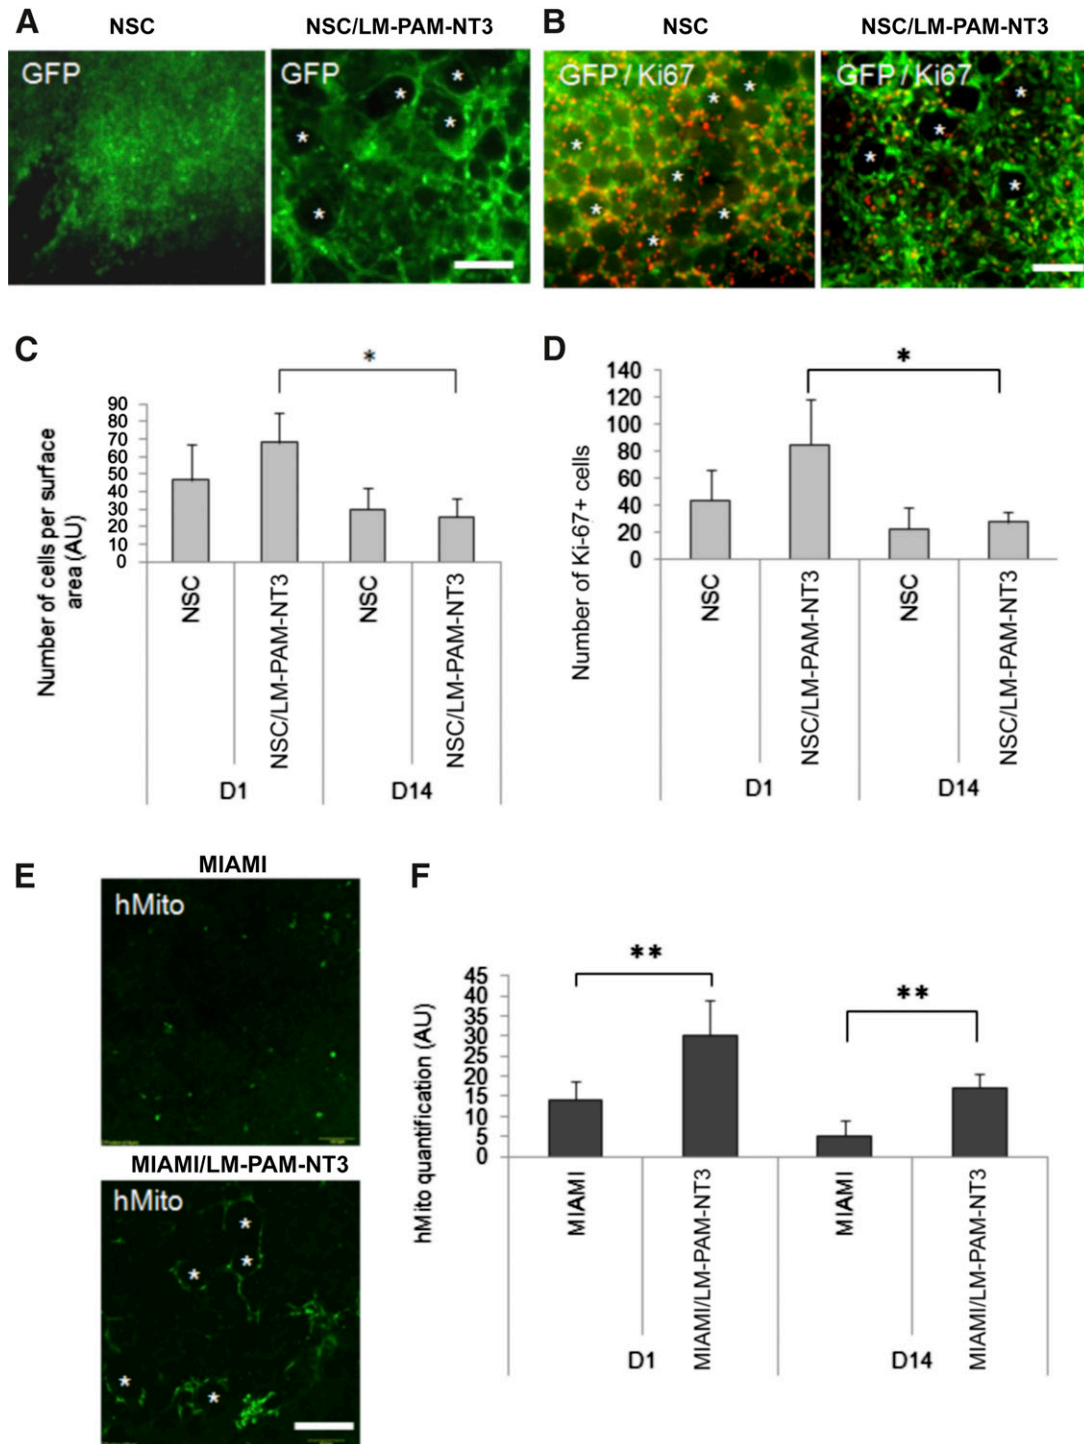 A
NSC
NSC/LM-PAM-NT3
GFP
GFP
*
*
*
*
*
B
NSC
NSC/LM-PAM-NT3
GFP / Ki67
GFP / Ki67
*
*
*
*
*
*
*
*
*
*
*
C
*
Number of cells per surface
area (AU)
90
80
70
60
50
40
30
20
10
0
NSC
NSC/LM-PAM-NT3
NSC
NSC/LM-PAM-NT3
D1
D14
D
*
Number of Ki-67+ cells
140
120
100
80
60
40
20
0
NSC
NSC/LM-PAM-NT3
NSC
NSC/LM-PAM-NT3
D1
D14
E
MIAMI
hMito
MIAMI/LM-PAM-NT3
hMito
*
*
*
*
*
F
**
**
hMito quantification (AU)
45
40
35
30
25
20
15
10
5
0
MIAMI
MIAMI/LM-PAM-NT3
MIAMI
MIAMI/LM-PAM-NT3
D1
D14